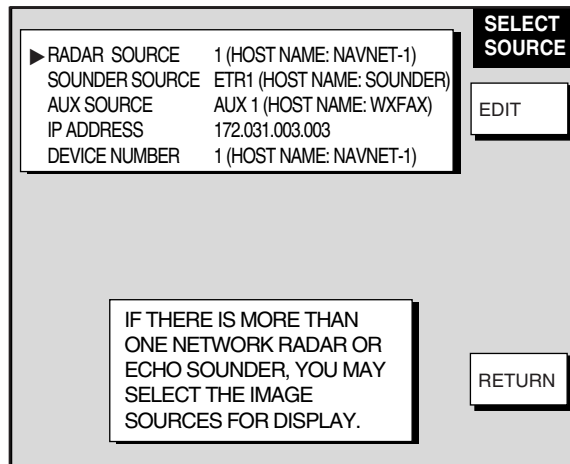 SELECT
SOURCE
▶RADAR SOURCE 1 (HOST NAME: NAVNET-1)
SOUNDER SOURCE ETR1 (HOST NAME: SOUNDER)
AUX SOURCE AUX 1 (HOST NAME: WXFAX)
IP ADDRESS 172.031.003.003
DEVICE NUMBER 1 (HOST NAME: NAVNET-1)
EDIT
IF THERE IS MORE THAN
ONE NETWORK RADAR OR
ECHO SOUNDER, YOU MAY
SELECT THE IMAGE
SOURCES FOR DISPLAY.
RETURN